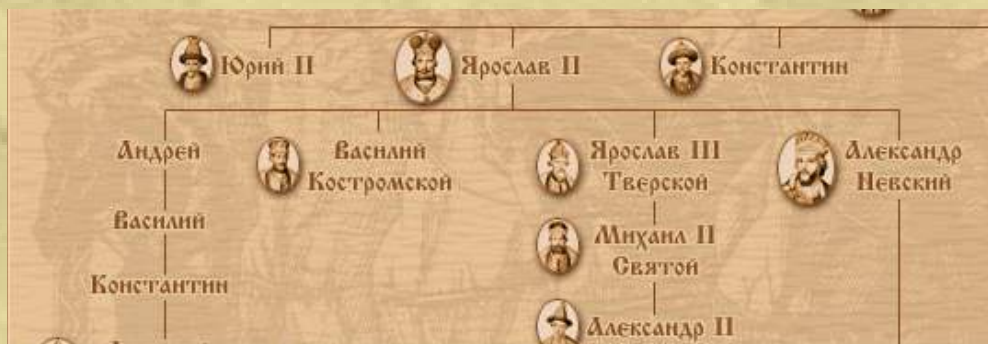 Юрий II
Ярослав II
Константин
Андрей
Василий
Костромской
Ярослав III
Тверской
Александр
Невский
Василий
Михаил II
Святой
Константин
Александр II